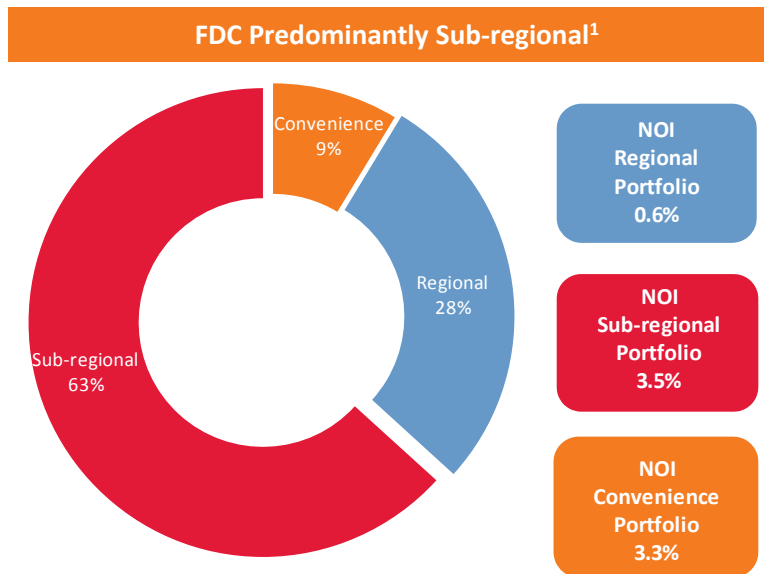 FDC Predominantly Sub-regional¹
Convenience
9%
Regional
28%
Sub-regional
63%
NOI
Regional
Portfolio
0.6%
NOI
Sub-regional
Portfolio
3.5%
NOI
Convenience
Portfolio
3.3%